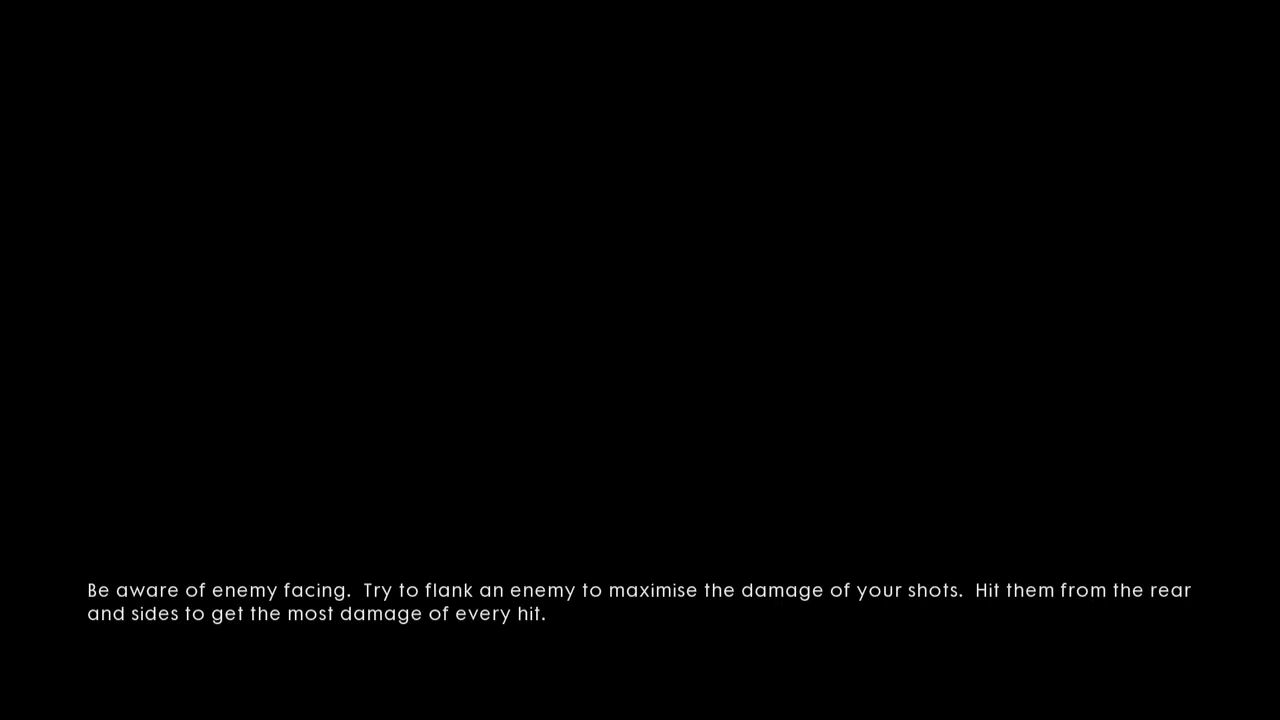 Be aware of enemy facing.  Try to flank an enemy to maximise the damage of your shots.  Hit them from the rear
and sides to get the most damage of every hit.